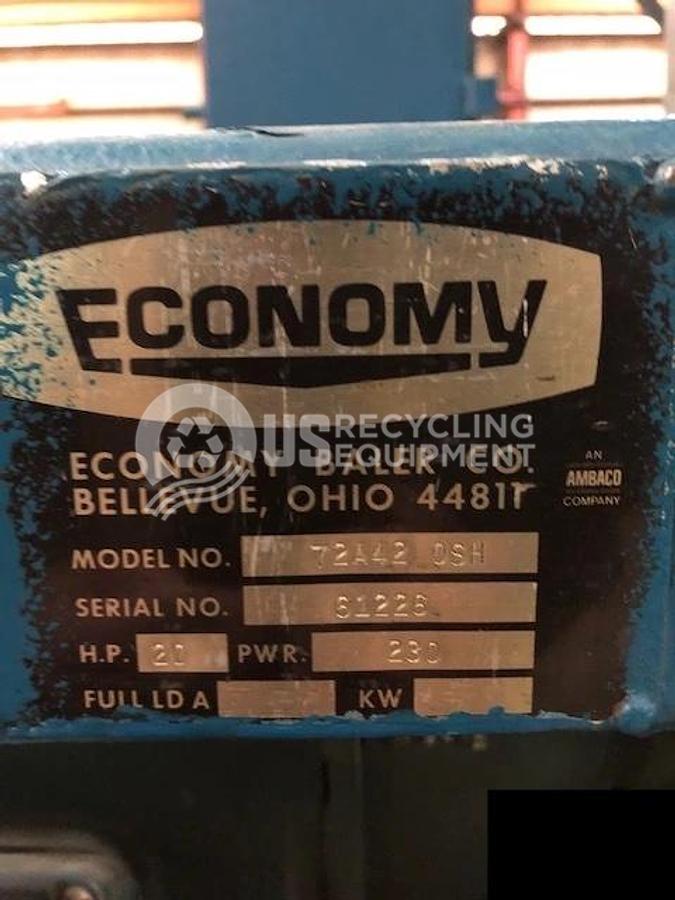 ECONOMY
US RECYCLING EQUIPMENT
ECONOMY BALER CO.
BELLEVUE, OHIO 44811
AN
AMBACO
COMPANY
MODEL NO. 72A42 OSH
SERIAL NO. 61226
H.P. 20 PWR. 230
FULL LD A KW